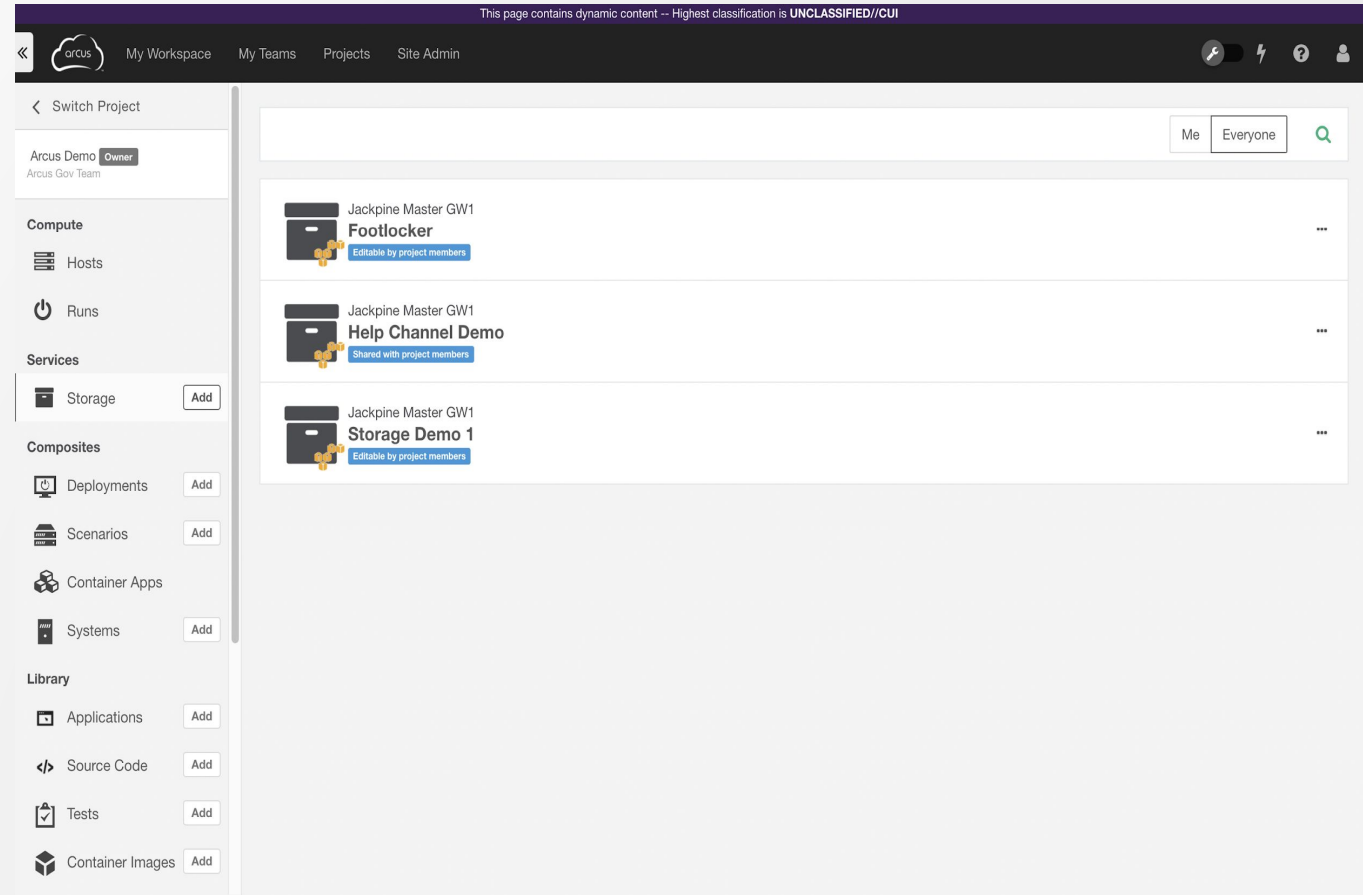 This page contains dynamic content -- Highest classification is UNCLASSIFIED//CUI
arcus My Workspace My Teams Projects Site Admin
Switch Project
Arcus Demo Owner
Arcus Gov Team
Me Everyone
Compute
Hosts
Runs
Services
Storage Add
Composites
Deployments Add
Scenarios Add
Container Apps
Systems Add
Library
Applications Add
Source Code Add
Tests Add
Container Images Add
Jackpine Master GW1
Footlocker
Editable by project members
Jackpine Master GW1
Help Channel Demo
Shared with project members
Jackpine Master GW1
Storage Demo 1
Editable by project members